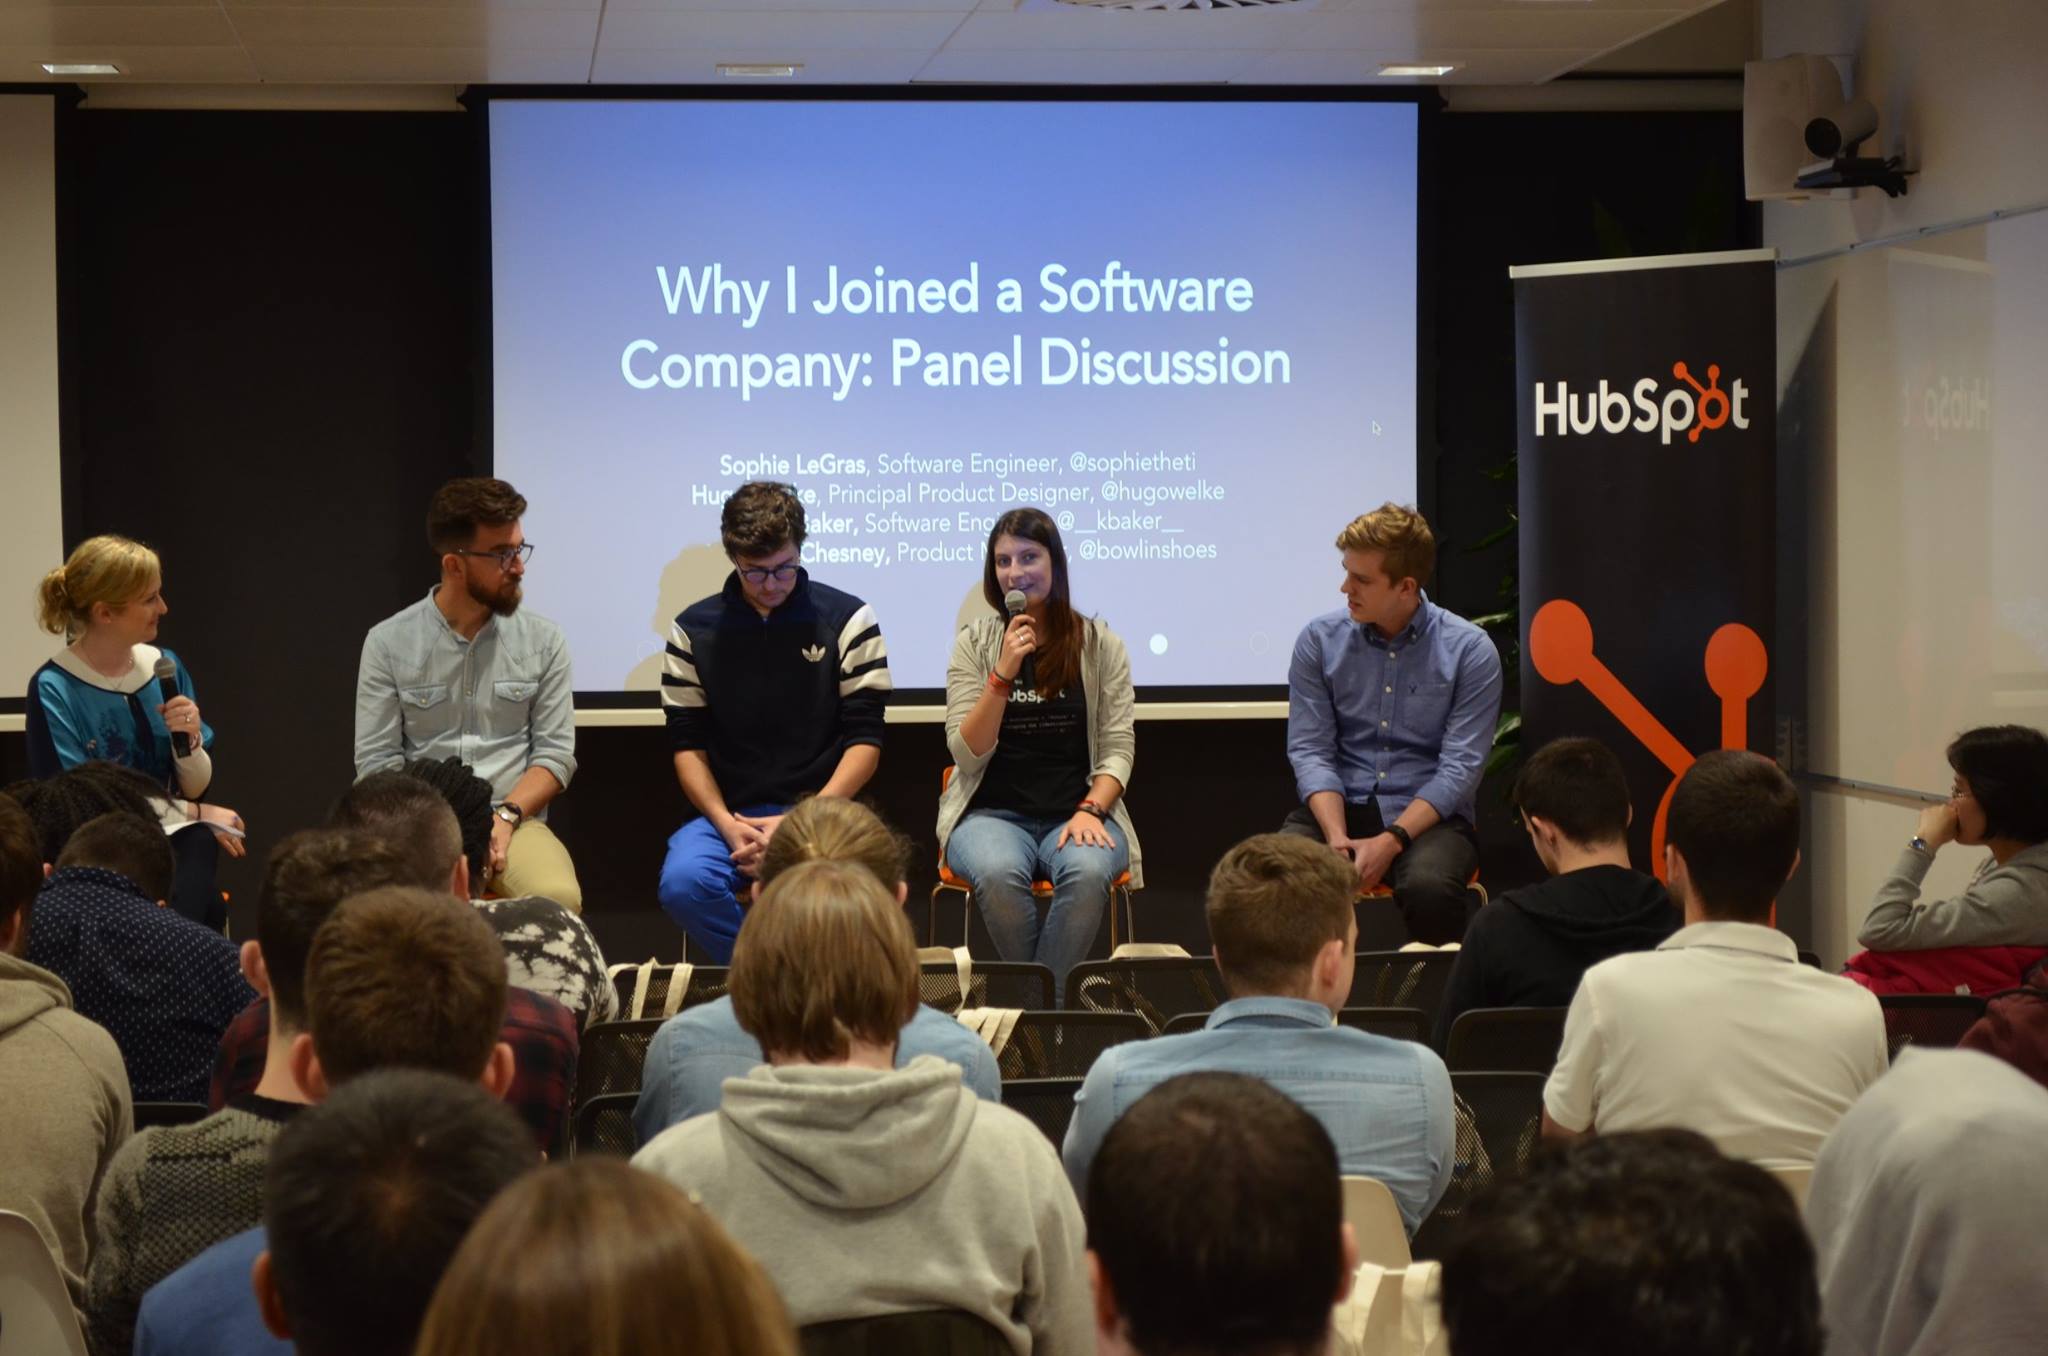 Why I Joined a Software
Company: Panel Discussion
Sophie LeGras, Software Engineer, @sophietheti
Principal Product Designer, @hugowelke
Baker, Software @__kbaker__
Chesney, Product @bowlinshoes
HubSpot